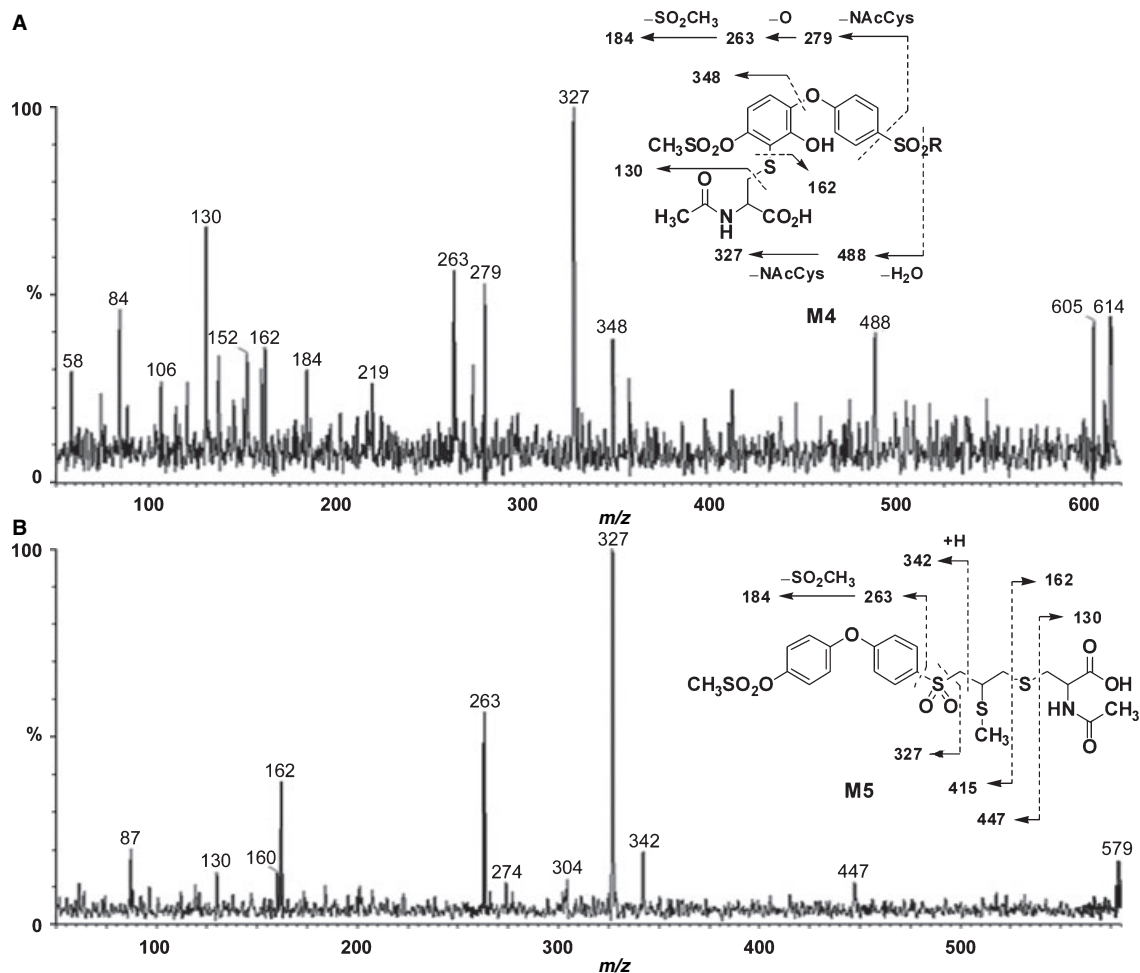 A
–SO2CH3 –O –NAcCys
184 263 279
348
O
CH3SO2O OH SO2R
S
130
162
O
H3C N CO2H
H
327 488
–NAcCys –H2O
M4
100
%
0
58
84
106
130
152
162
184
219
263
279
327
348
488
605
614
100 200 300 400 500 600
m/z
B
+H
342
–SO2CH3
184 263
162
130
O
CH3SO2O S S O
O O S OH
CH3 HN CH3
O
327
415
447
M5
100
%
0
87
130
160
162
263
274
304
327
342
447
579
100 200 300 400 500
m/z